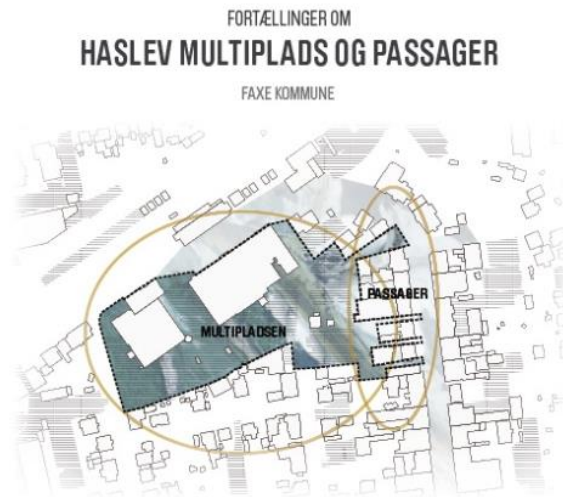 FORTÆLLINGER OM
HASLEV MULTIPLADS OG PASSAGER
FAXE KOMMUNE
PASSAGER
MULTIPLADSEN